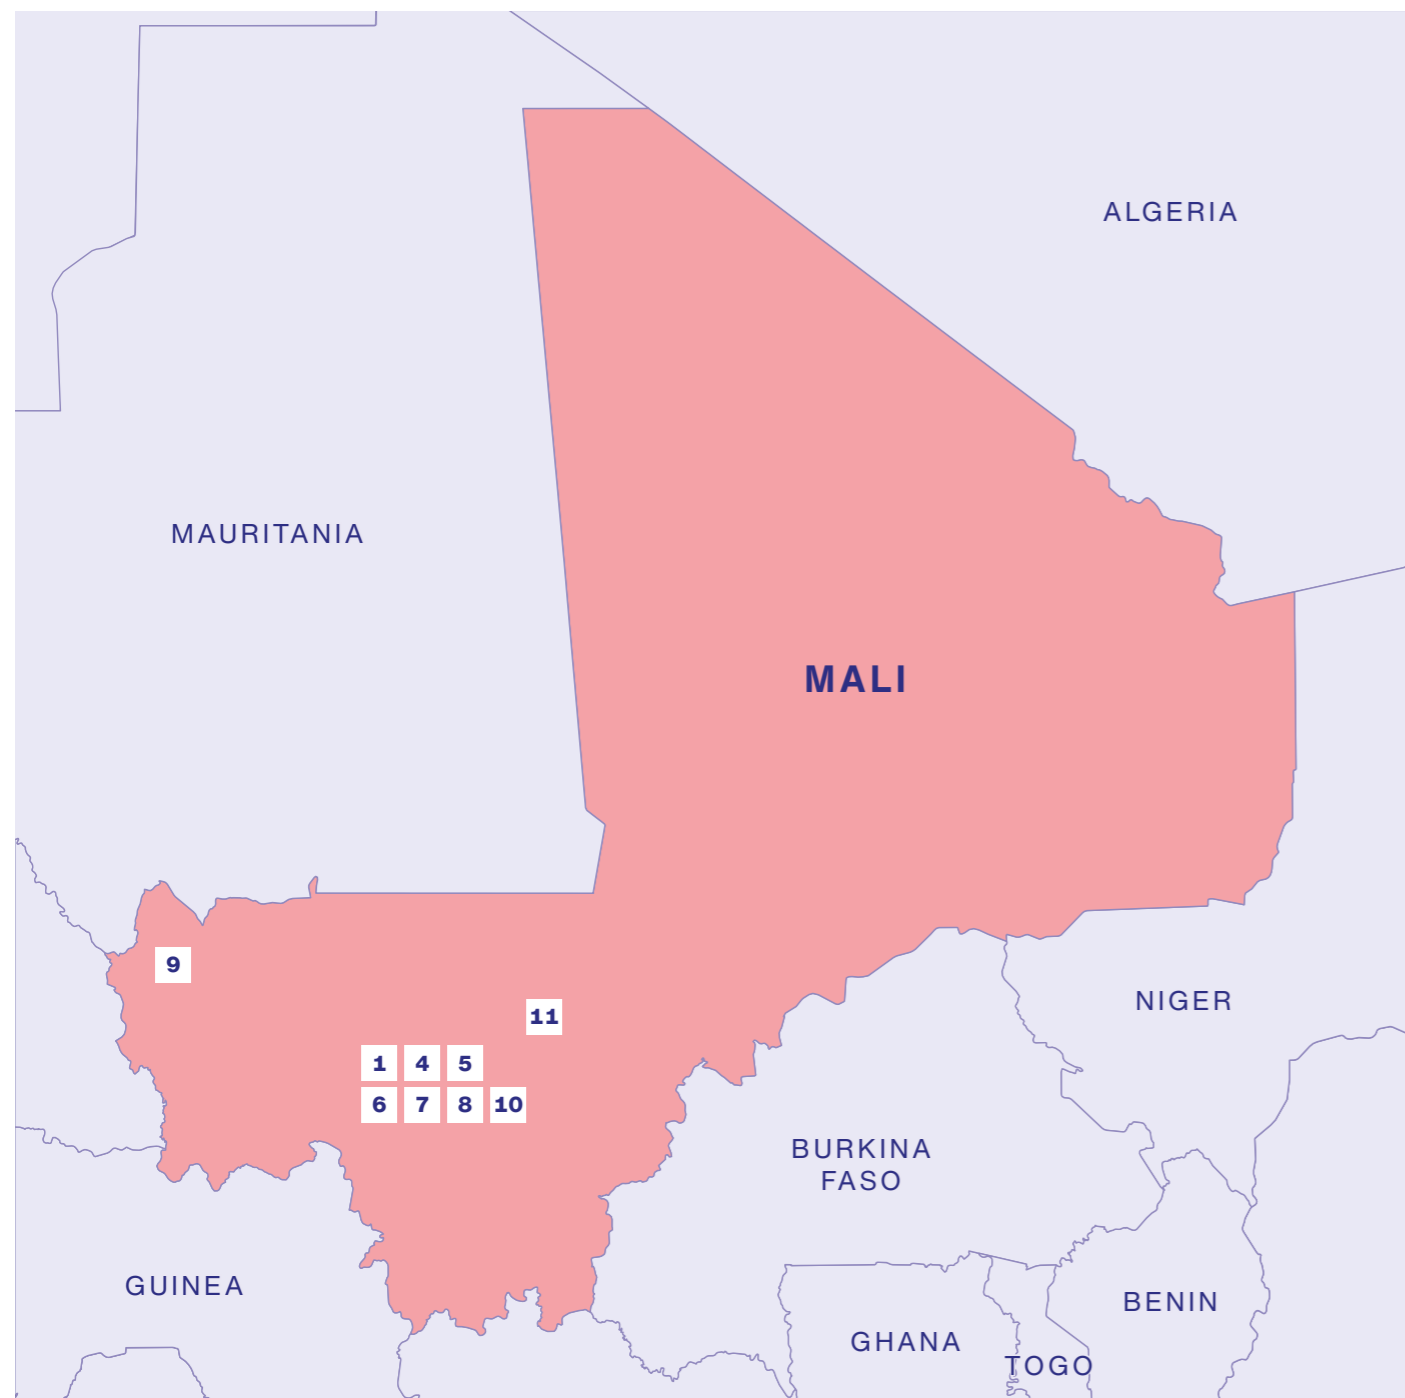 ALGERIA
MAURITANIA
MALI
9
NIGER
11
1 4 5
6 7 8 10
BURKINA
FASO
GUINEA
BENIN
GHANA
TOGO